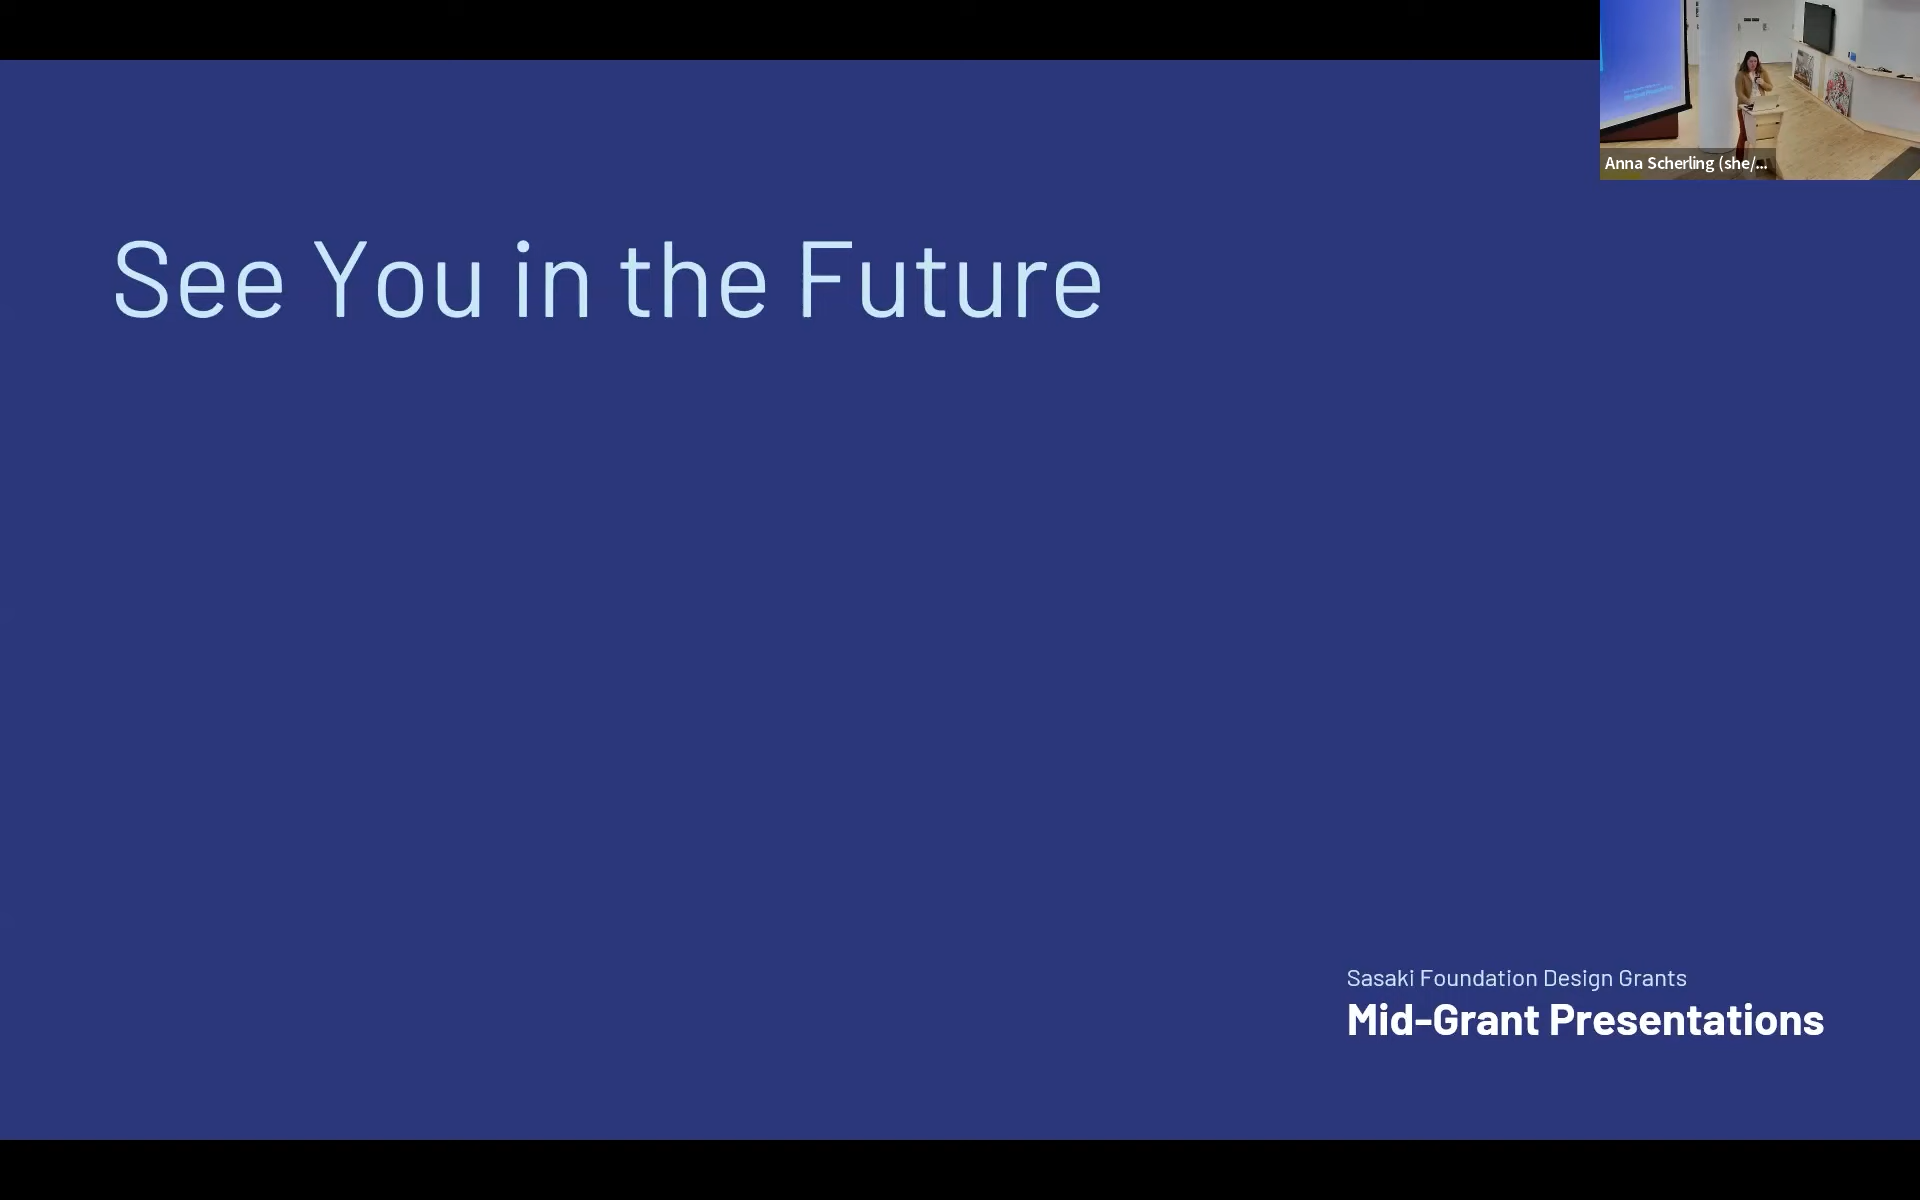 Anna Scherling (she/...
See You in the Future
Sasaki Foundation Design Grants
Mid-Grant Presentations